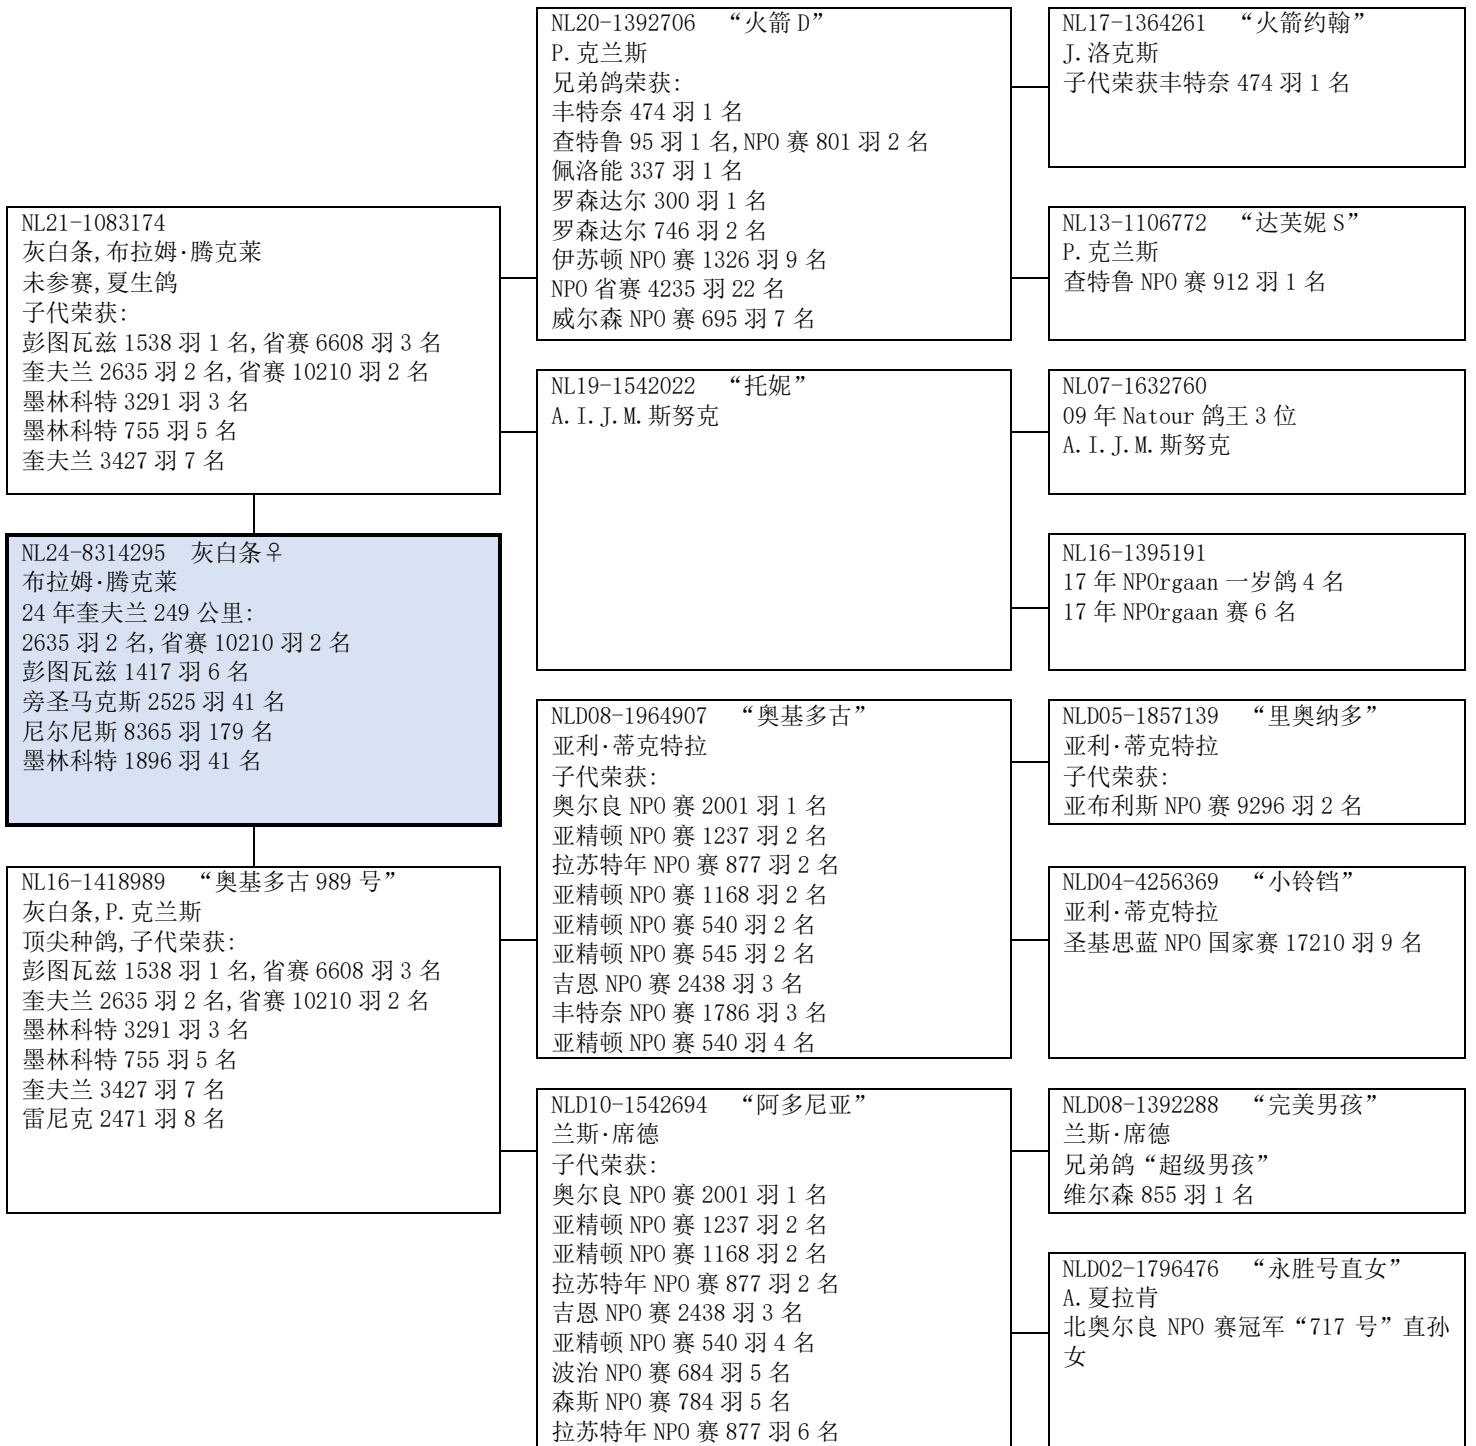 NL21-1083174
灰白条,布拉姆·腾克莱
未参赛,夏生鸽
子代荣获:
彭图瓦兹 1538 羽 1 名,省赛 6608 羽 3 名
奎夫兰 2635 羽 2 名,省赛 10210 羽 2 名
墨林科特 3291 羽 3 名
墨林科特 755 羽 5 名
奎夫兰 3427 羽 7 名
NL24-8314295 灰白条♀
布拉姆·腾克莱
24 年奎夫兰 249 公里:
2635 羽 2 名,省赛 10210 羽 2 名
彭图瓦兹 1417 羽 6 名
旁圣马克斯 2525 羽 41 名
尼尔尼斯 8365 羽 179 名
墨林科特 1896 羽 41 名
NL16-1418989 “奥基多古 989 号”
灰白条,P.克兰斯
顶尖种鸽,子代荣获:
彭图瓦兹 1538 羽 1 名,省赛 6608 羽 3 名
奎夫兰 2635 羽 2 名,省赛 10210 羽 2 名
墨林科特 3291 羽 3 名
墨林科特 755 羽 5 名
奎夫兰 3427 羽 7 名
雷尼克 2471 羽 8 名
NL20-1392706 “火箭 D”
P.克兰斯
兄弟鸽荣获:
丰特奈 474 羽 1 名
查特鲁 95 羽 1 名,NPO 赛 801 羽 2 名
佩洛能 337 羽 1 名
罗森达尔 300 羽 1 名
罗森达尔 746 羽 2 名
伊苏顿 NPO 赛 1326 羽 9 名
NPO 省赛 4235 羽 22 名
威尔森 NPO 赛 695 羽 7 名
NL19-1542022 “托妮”
A.I.J.M.斯努克
NLD08-1964907 “奥基多古”
亚利·蒂克特拉
子代荣获:
奥尔良 NPO 赛 2001 羽 1 名
亚精顿 NPO 赛 1237 羽 2 名
拉苏特年 NPO 赛 877 羽 2 名
亚精顿 NPO 赛 1168 羽 2 名
亚精顿 NPO 赛 540 羽 2 名
亚精顿 NPO 赛 545 羽 2 名
吉恩 NPO 赛 2438 羽 3 名
丰特奈 NPO 赛 1786 羽 3 名
亚精顿 NPO 赛 540 羽 4 名
NLD10-1542694 “阿多尼亚”
兰斯·席德
子代荣获:
奥尔良 NPO 赛 2001 羽 1 名
亚精顿 NPO 赛 1237 羽 2 名
亚精顿 NPO 赛 1168 羽 2 名
拉苏特年 NPO 赛 877 羽 2 名
吉恩 NPO 赛 2438 羽 3 名
亚精顿 NPO 赛 540 羽 4 名
波治 NPO 赛 684 羽 5 名
森斯 NPO 赛 784 羽 5 名
拉苏特年 NPO 赛 877 羽 6 名
NL17-1364261 “火箭约翰”
J.洛克斯
子代荣获丰特奈 474 羽 1 名
NL13-1106772 “达芙妮 S”
P.克兰斯
查特鲁 NPO 赛 912 羽 1 名
NL07-1632760
09 年 Natour 鸽王 3 位
A.I.J.M.斯努克
NL16-1395191
17 年 NPOrgaan 一岁鸽 4 名
17 年 NPOrgaan 赛 6 名
NLD05-1857139 “里奥纳多”
亚利·蒂克特拉
子代荣获:
亚布利斯 NPO 赛 9296 羽 2 名
NLD04-4256369 “小铃铛”
亚利·蒂克特拉
圣基思蓝 NPO 国家赛 17210 羽 9 名
NLD08-1392288 “完美男孩”
兰斯·席德
兄弟鸽“超级男孩”
维尔森 855 羽 1 名
NLD02-1796476 “永胜号直女”
A.夏拉肯
北奥尔良 NPO 赛冠军“717 号”直孙
女